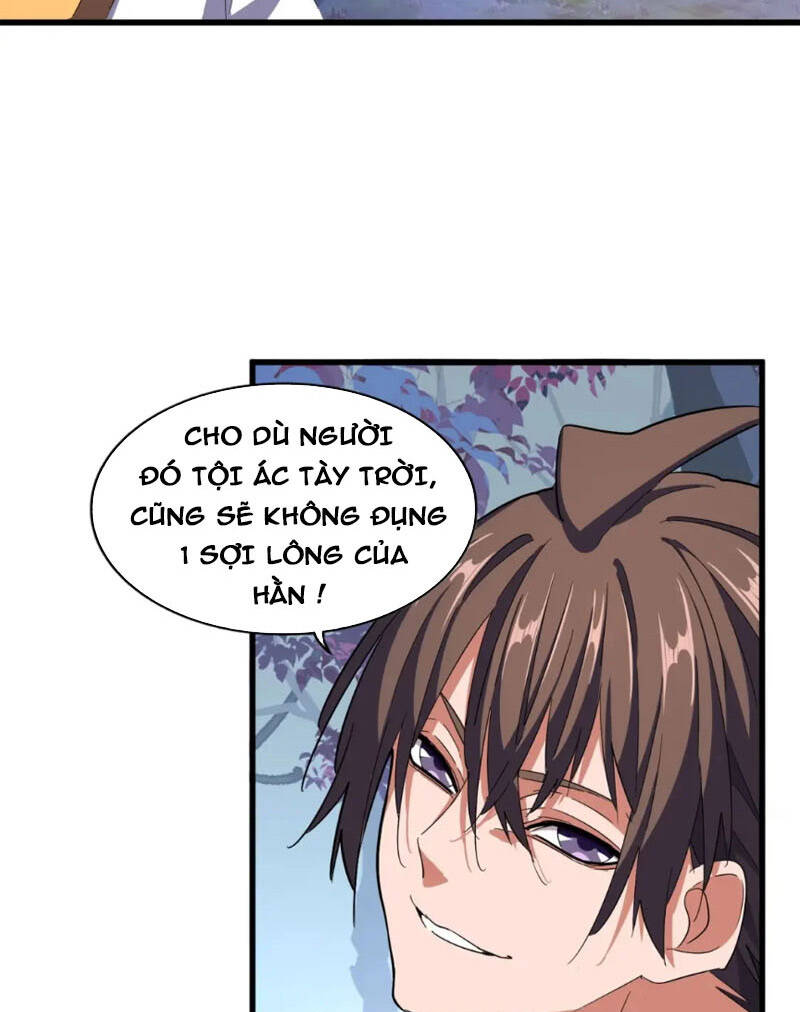 CHO DÙ NGƯỜI
ĐÓ TỘI ÁC TÀY TRỜI,
CŨNG SẼ KHÔNG ĐỤNG
1 SỢI LÔNG CỦA
HẮN !